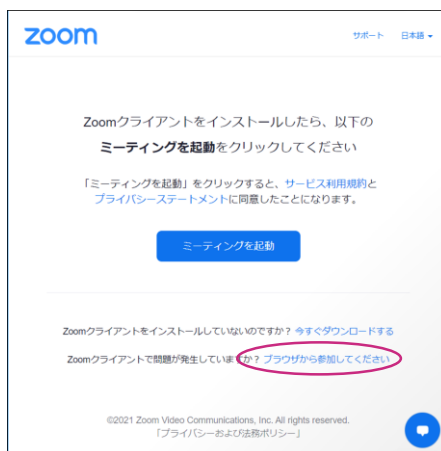 zoom
サポート 日本語
Zoomクライアントをインストールしたら、以下の
ミーティングを起動をクリックしてください
「ミーティングを起動」をクリックすると、サービス利用規約と
プライバシーステートメントに同意したことになります。
ミーティングを起動
Zoomクライアントをインストールしていないのですか？ 今すぐダウンロードする
Zoomクライアントで問題が発生していますか？ ブラウザから参加してください
©2021 Zoom Video Communications, Inc. All rights reserved.
「プライバシーおよび法務ポリシー」